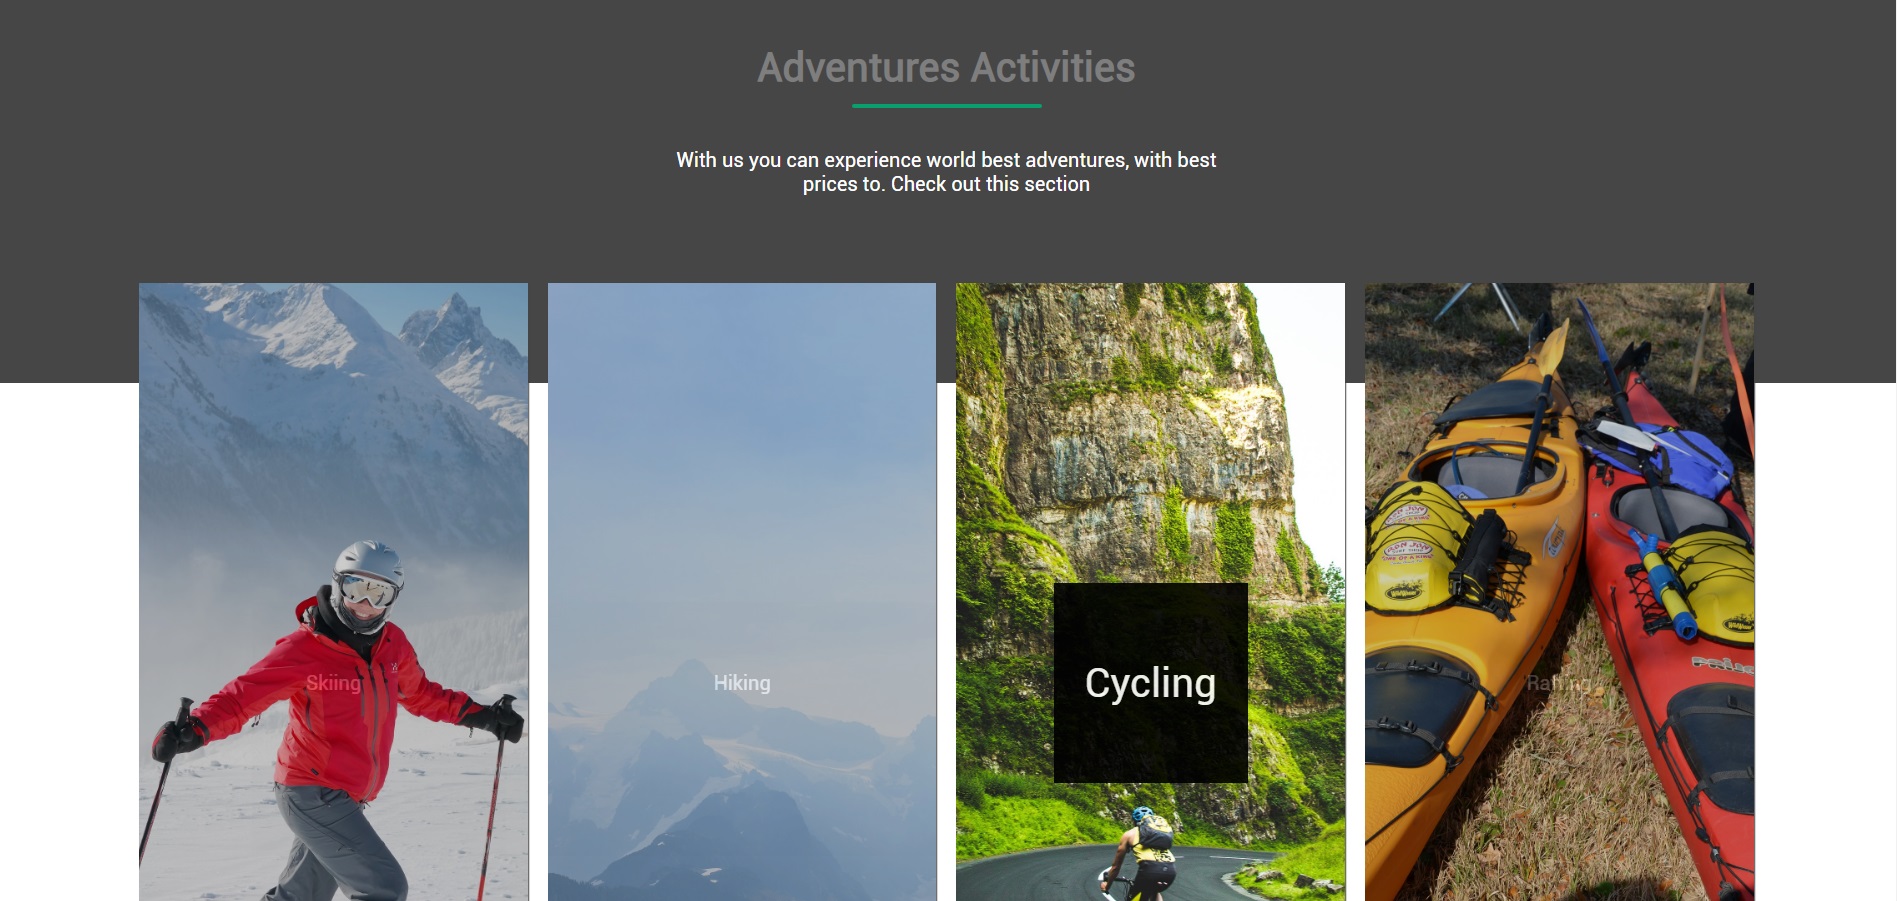 Adventures Activities
With us you can experience world best adventures, with best
prices to. Check out this section
Skiing
Hiking
Cycling
Rafting